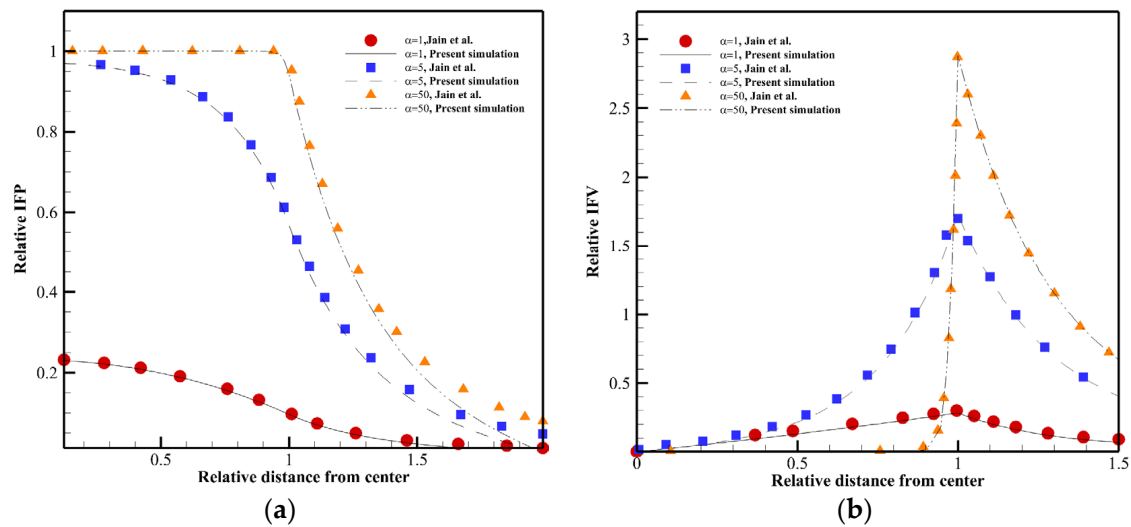 α=1,Jain et al.
α=1, Present simulation
α=5, Jain et al.
α=5, Present simulation
α=50, Jain et al.
α=50, Present simulation
1
0.8
0.6
0.4
0.2
0.5
1
1.5
Relative IFP
Relative distance from center
(a)
α=1, Jain et al.
α=1, Present simulation
α=5, Jain et al.
α=5, Present simulation
α=50, Jain et al.
α=50, Present simulation
3
2.5
2
1.5
1
0.5
0
0
0.5
1
1.5
Relative IFV
Relative distance from center
(b)